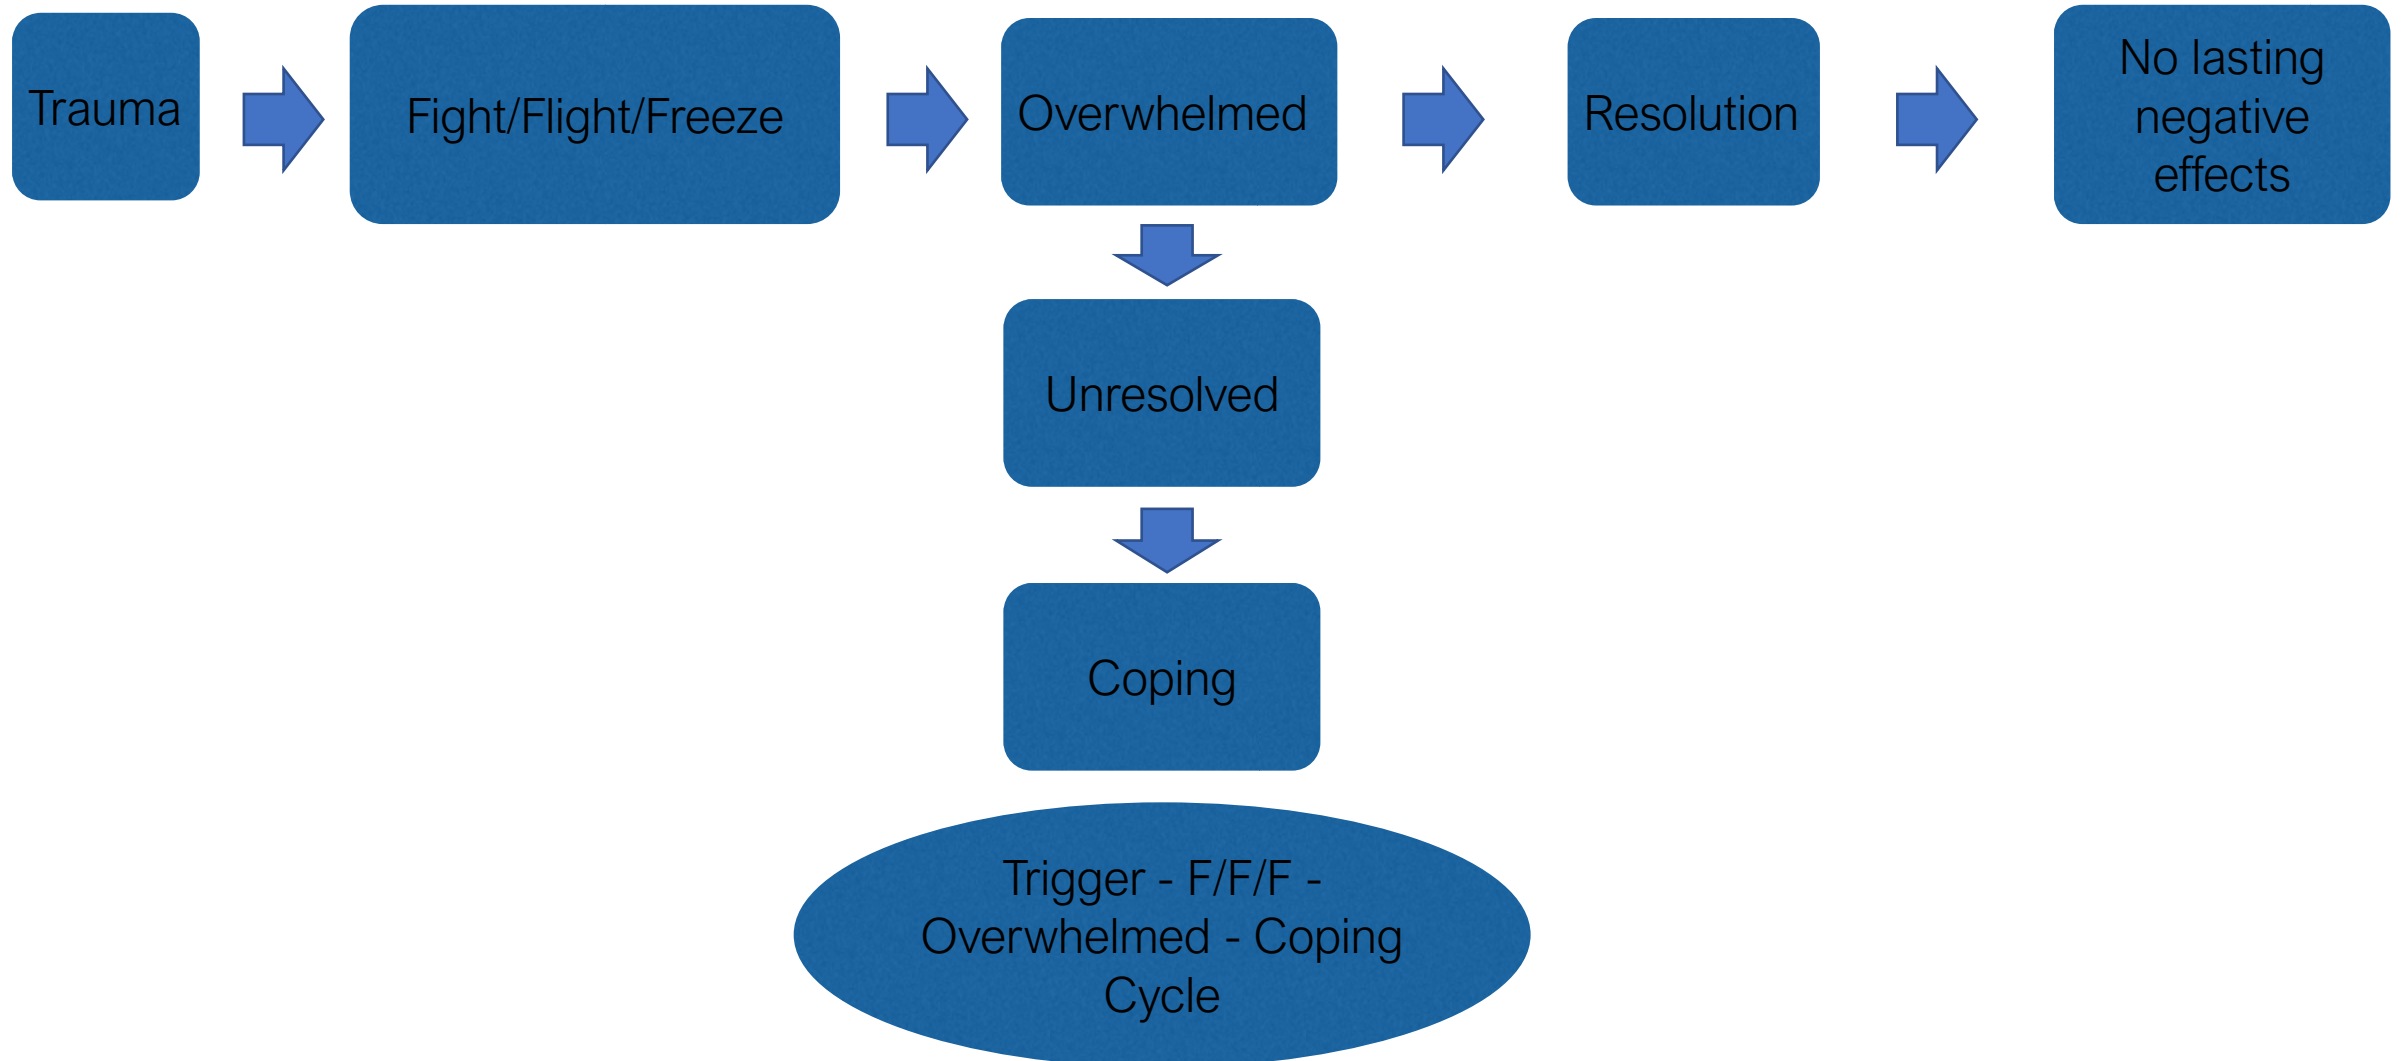 Trauma
Fight/Flight/Freeze
Overwhelmed
Resolution
No lasting
negative
effects
Unresolved
Coping
Trigger - F/F/F -
Overwhelmed - Coping
Cycle